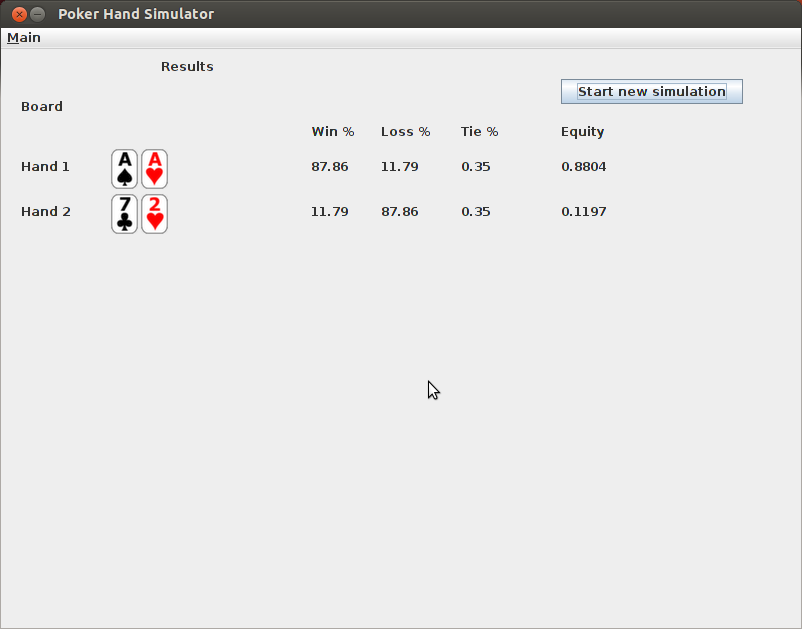 Poker Hand Simulator
Main
Results
Start new simulation
Board
Win % Loss % Tie % Equity
Hand 1 A A 87.86 11.79 0.35 0.8804
Hand 2 7 2 11.79 87.86 0.35 0.1197